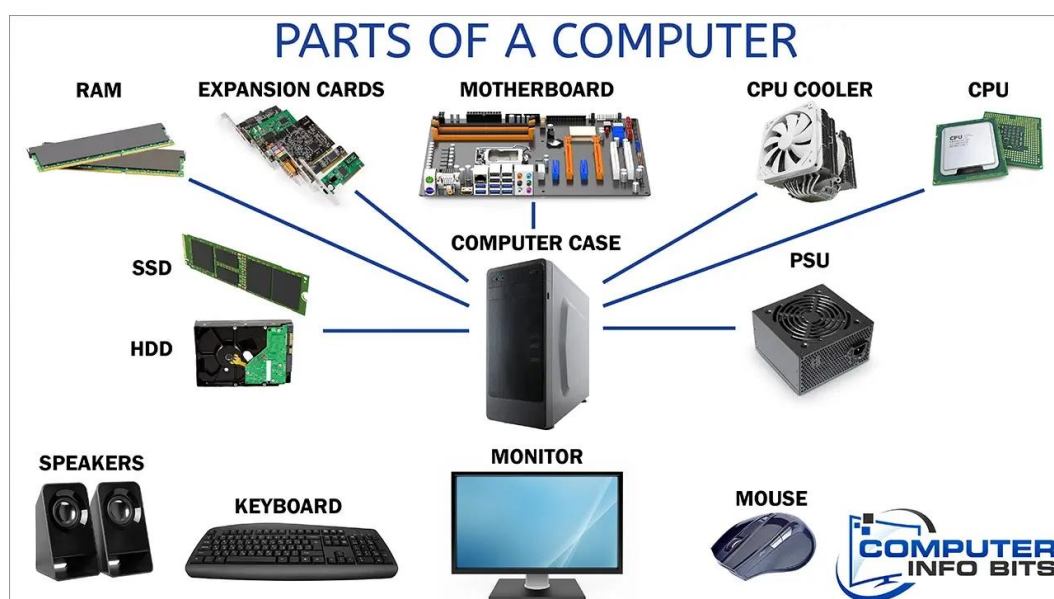 PARTS OF A COMPUTER
RAM
EXPANSION CARDS
MOTHERBOARD
CPU COOLER
CPU
CPU
COMPUTER CASE
SSD
PSU
HDD
SPEAKERS
KEYBOARD
MONITOR
MOUSE
COMPUTER
INFO BITS